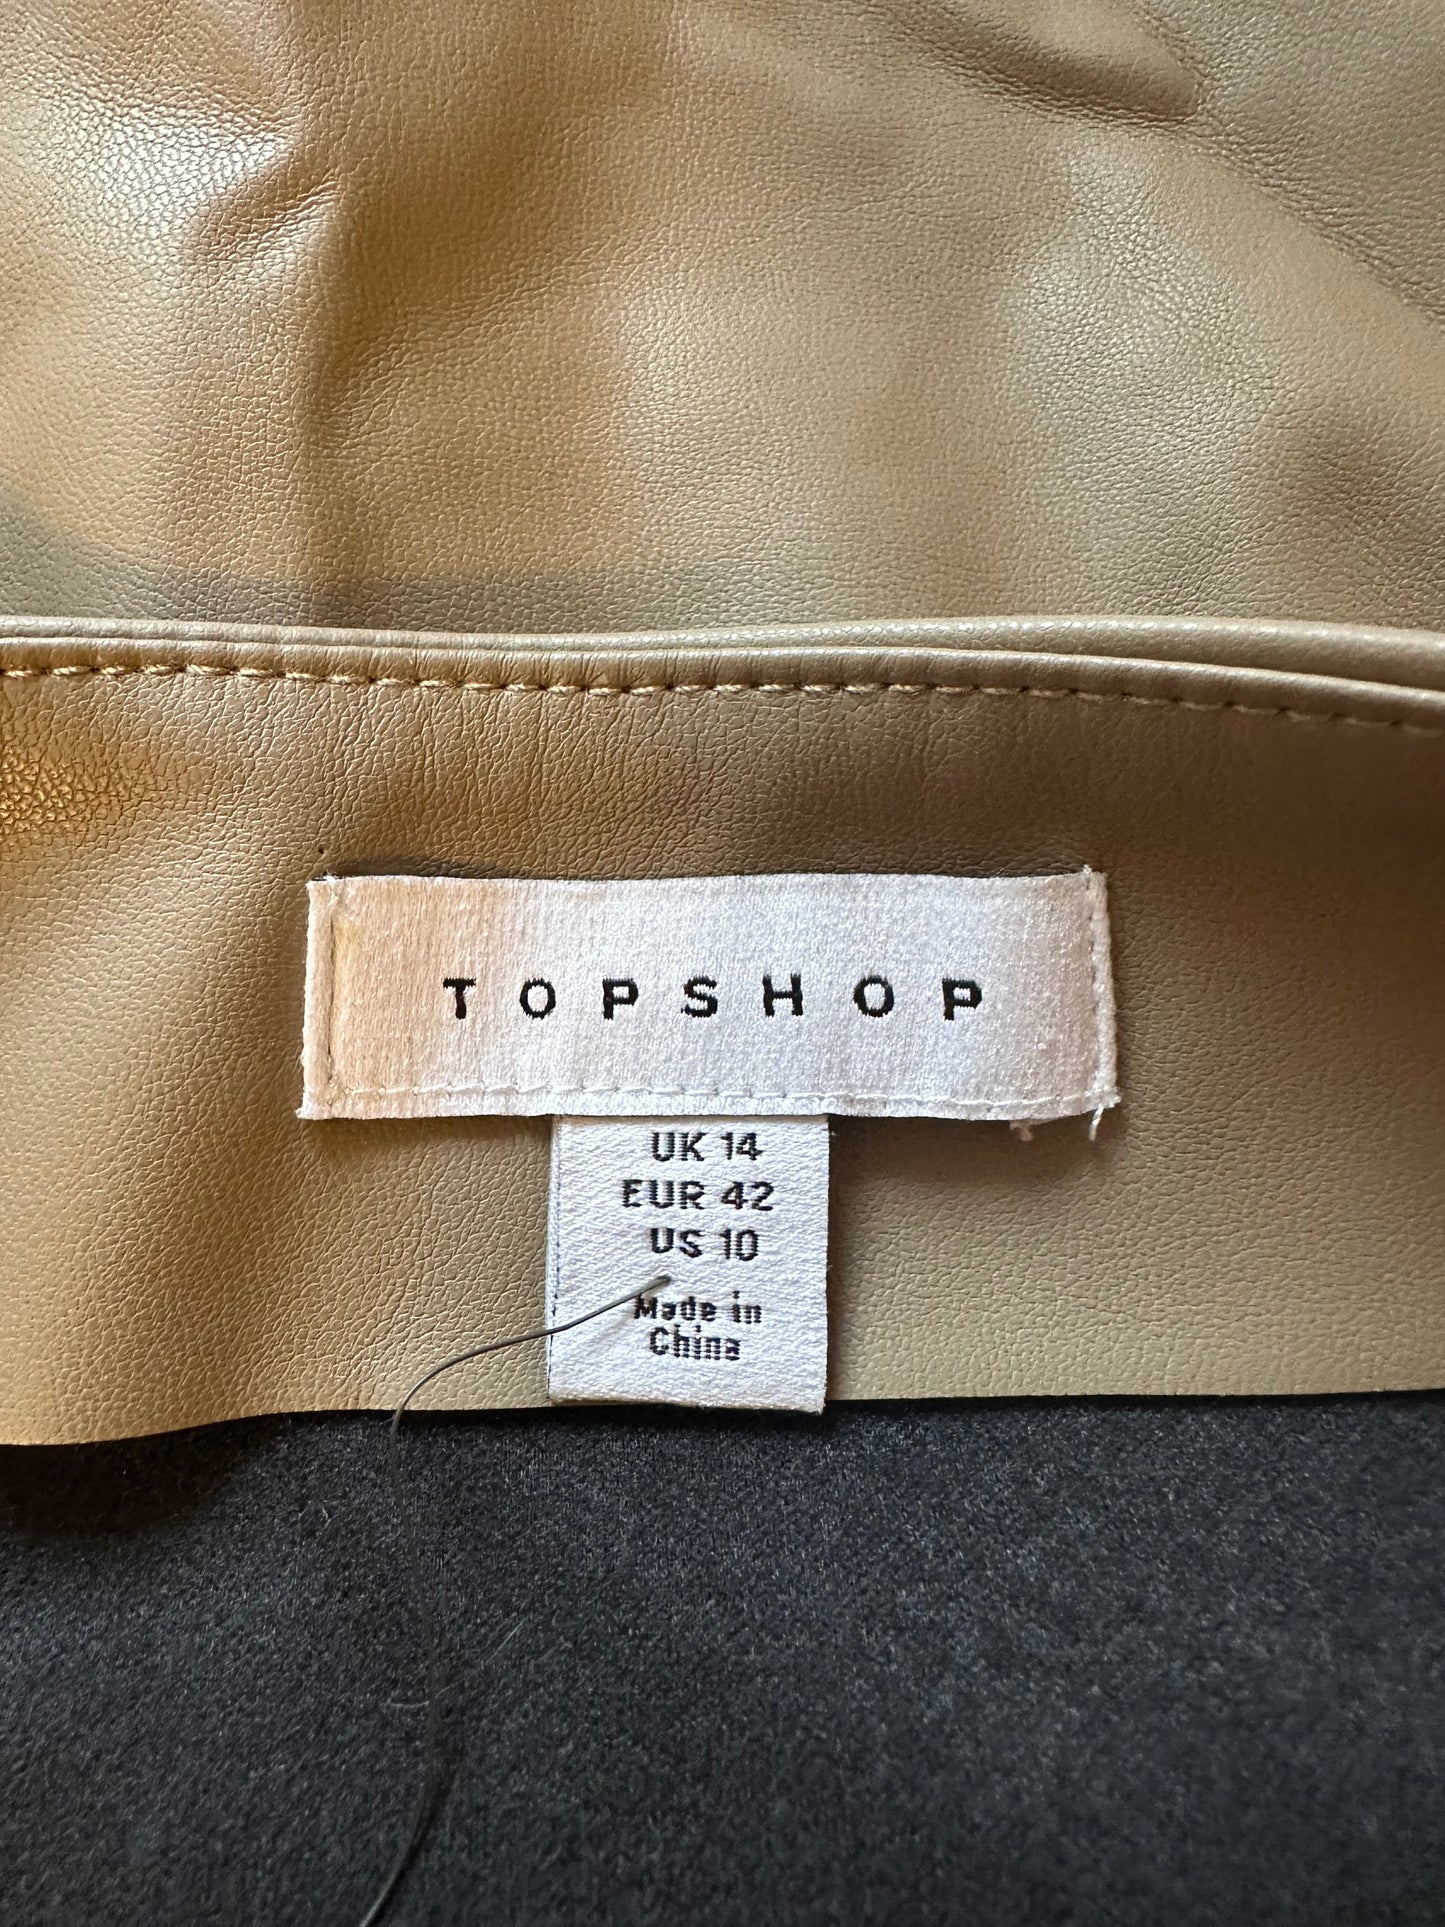 TOPSHOP
UK 14
EUR 42
US 10
Made in
China